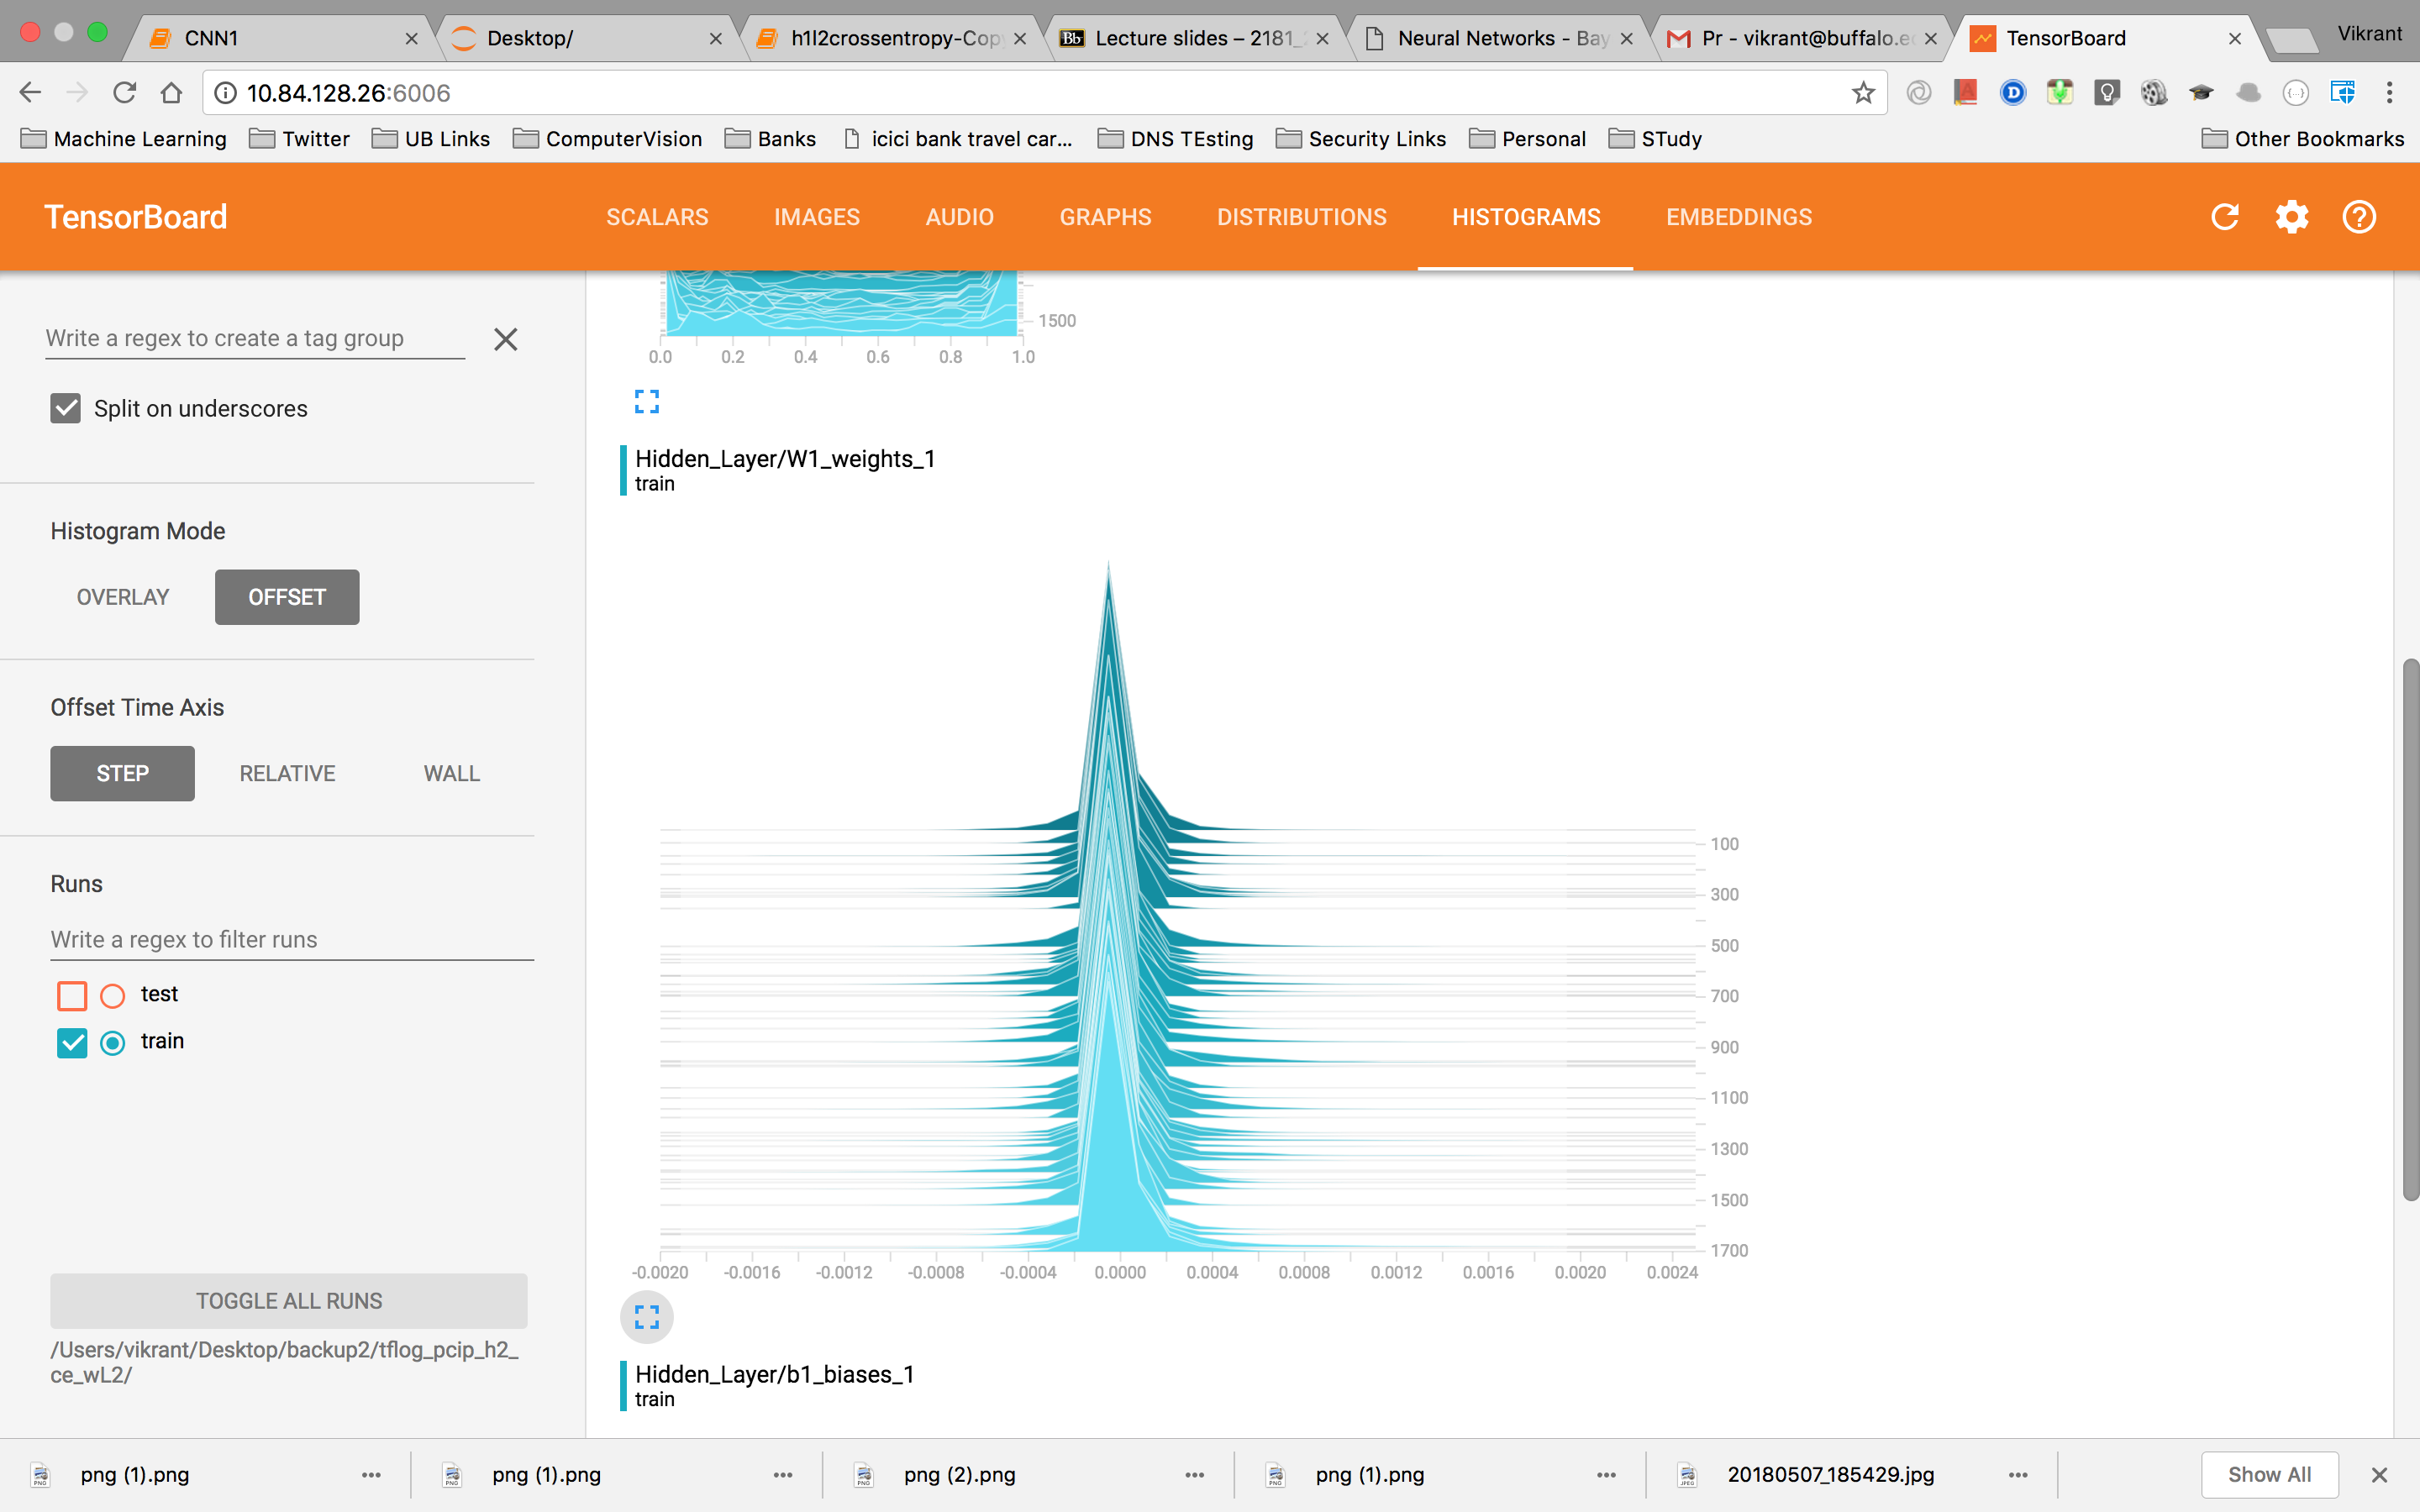 CNN1
Desktop/
h1l2crossentropy-Cop
Lecture slides – 2181_
Neural Networks - Bay
Pr - vikrant@buffalo.e
TensorBoard
Vikrant
10.84.128.26:6006
Machine Learning
Twitter
UB Links
ComputerVision
Banks
icici bank travel car...
DNS TEsting
Security Links
Personal
STudy
Other Bookmarks
TensorBoard
SCALARS
IMAGES
AUDIO
GRAPHS
DISTRIBUTIONS
HISTOGRAMS
EMBEDDINGS
Write a regex to create a tag group
Split on underscores
Histogram Mode
OVERLAY
OFFSET
Offset Time Axis
STEP
RELATIVE
WALL
Runs
Write a regex to filter runs
test
train
TOGGLE ALL RUNS
/Users/vikrant/Desktop/backup2/tflog_pcip_h2_
ce_wL2/
1500
0.0 0.2 0.4 0.6 0.8 1.0
Hidden_Layer/W1_weights_1
train
100
300
500
700
900
1100
1300
1500
1700
-0.0020 -0.0016 -0.0012 -0.0008 -0.0004 0.0000 0.0004 0.0008 0.0012 0.0016 0.0020 0.0024
Hidden_Layer/b1_biases_1
train
png (1).png
png (1).png
png (2).png
png (1).png
20180507_185429.jpg
Show All